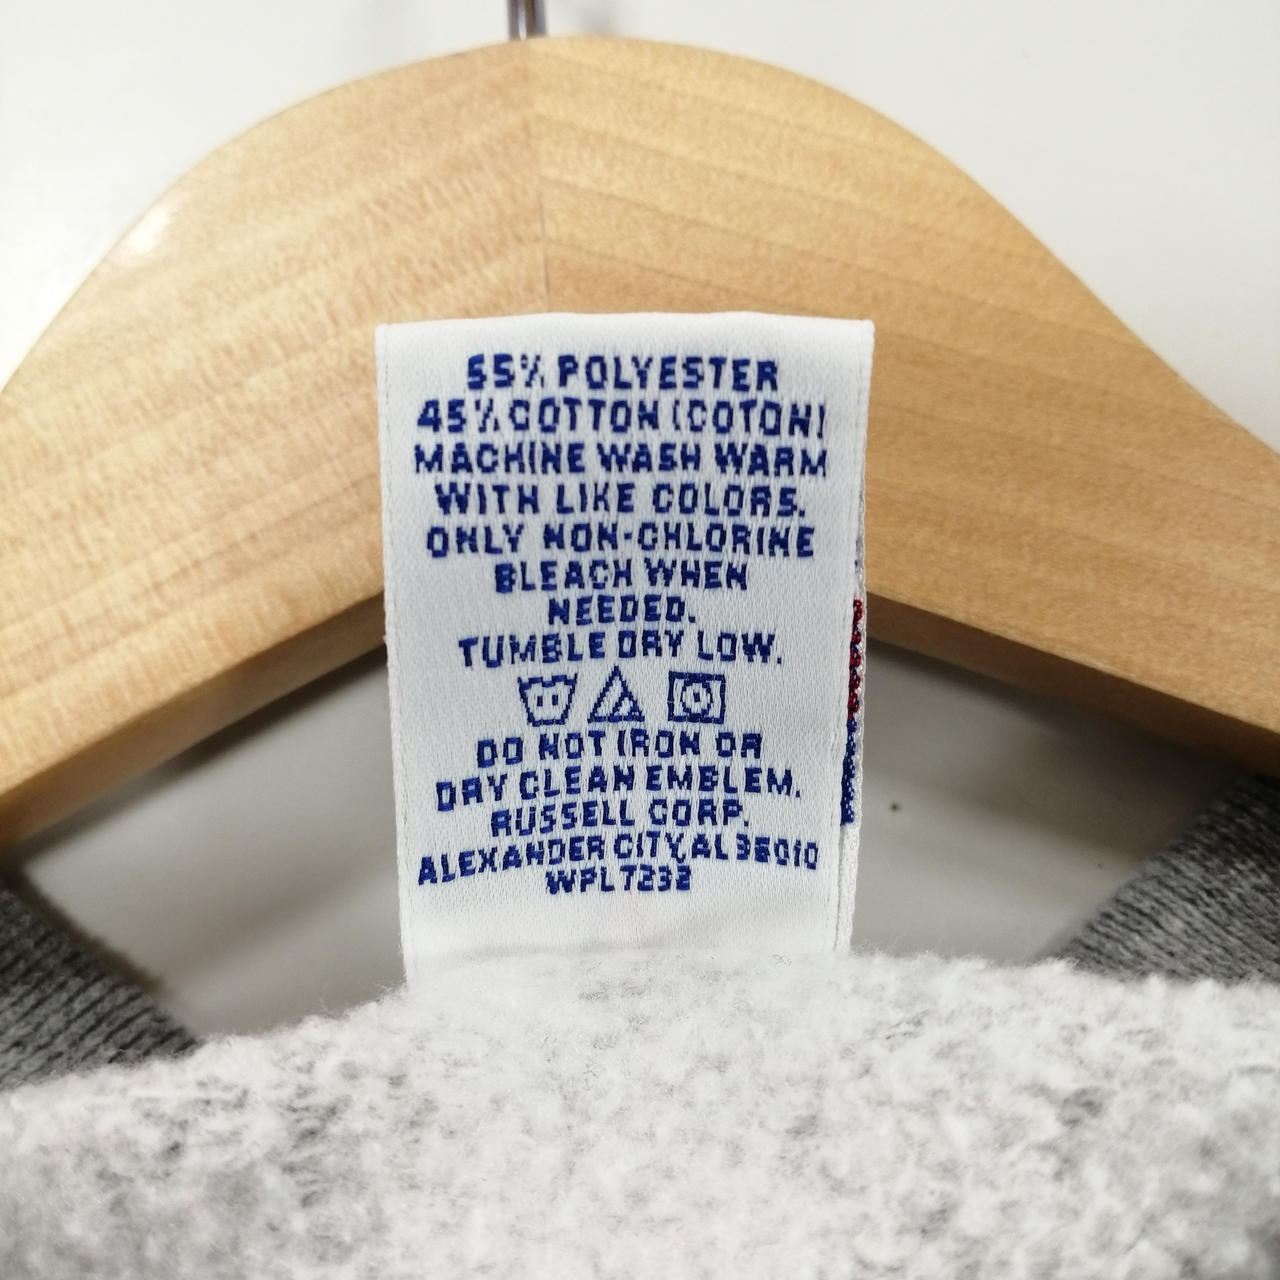 55% POLYESTER
45% COTTON (COTON)
MACHINE WASH WARM
WITH LIKE COLORS.
ONLY NON-CHLORINE
BLEACH WHEN
NEEDED.
TUMBLE DRY LOW.
DO NOT IRON OR
DRY CLEAN EMBLEM.
RUSSELL CORP.
ALEXANDER CITY, AL 35010
WPL 7232